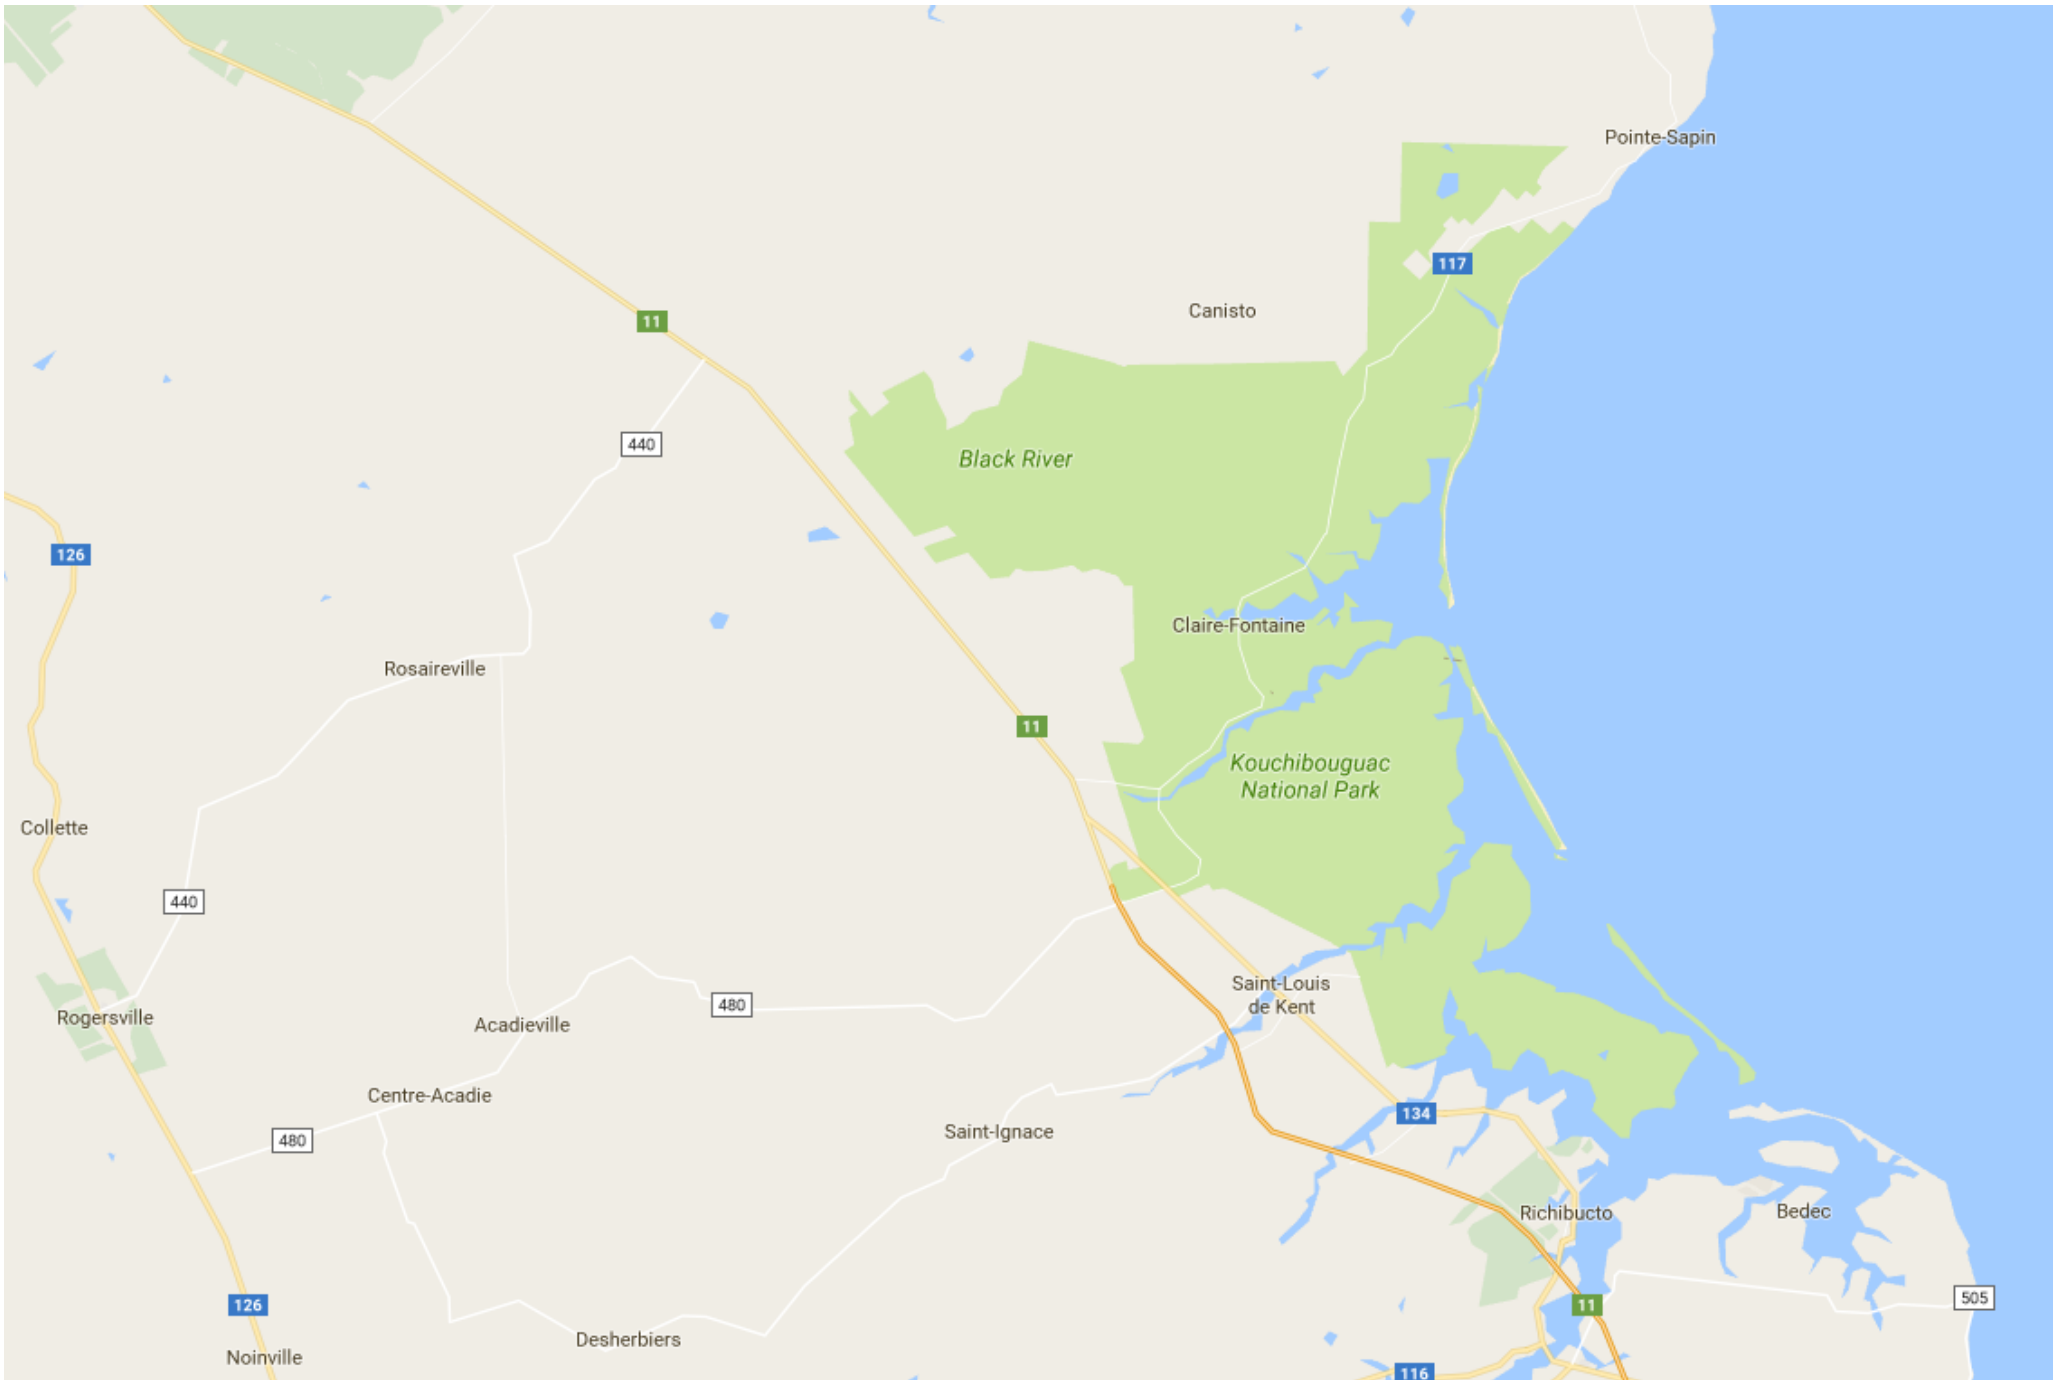 Pointe-Sapin
117
Canisto
11
440
Black River
126
Claire-Fontaine
Rosaireville
11
Kouchibouguac
National Park
Collette
440
Saint-Louis
de Kent
480
Rogersville
Acadieville
Centre-Acadie
134
Saint-Ignace
480
Richibucto
Bedec
505
126
11
Desherbiers
Noinville
116